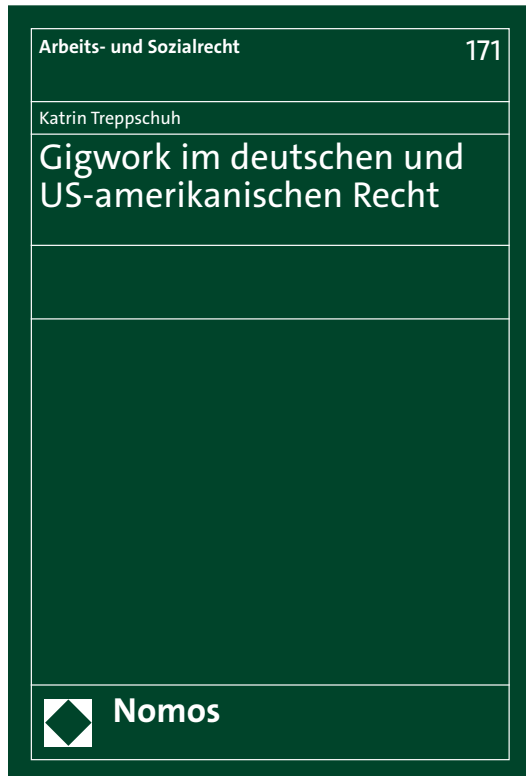 Arbeits- und Sozialrecht 171
Katrin Treppschuh
Gigwork im deutschen und
US-amerikanischen Recht
Nomos